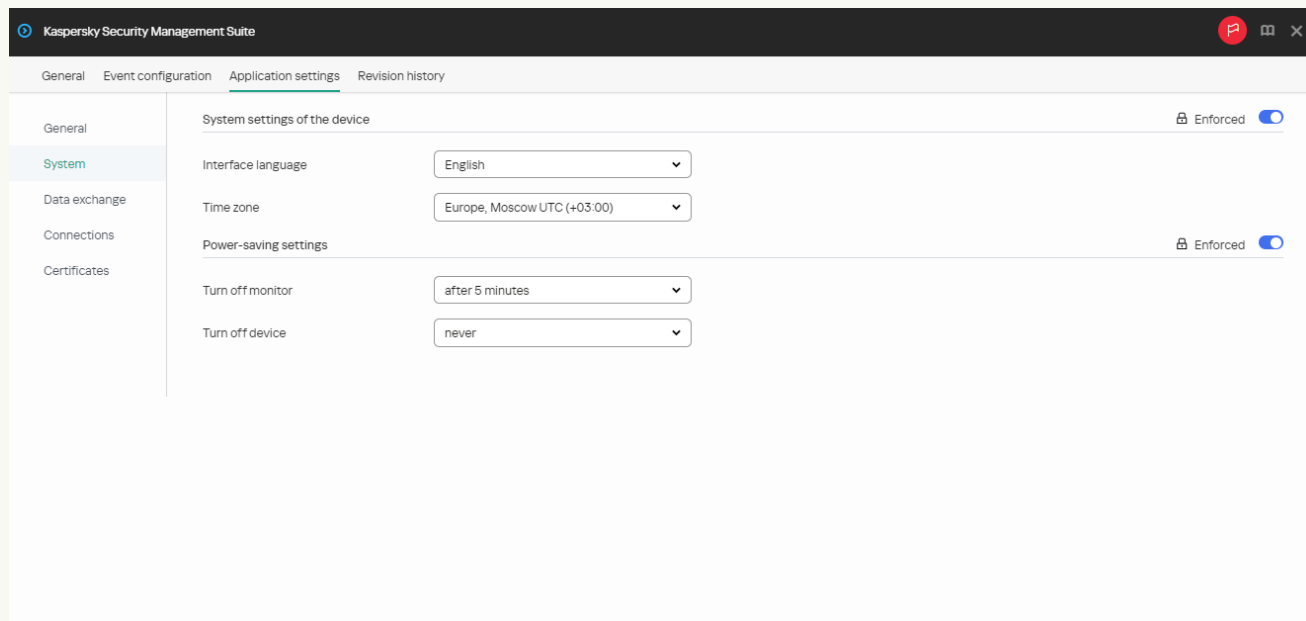 Kaspersky Security Management Suite
General Event configuration Application settings Revision history
General
System
Data exchange
Connections
Certificates
System settings of the device Enforced
Interface language English
Time zone Europe, Moscow UTC (+03:00)
Power-saving settings Enforced
Turn off monitor after 5 minutes
Turn off device never